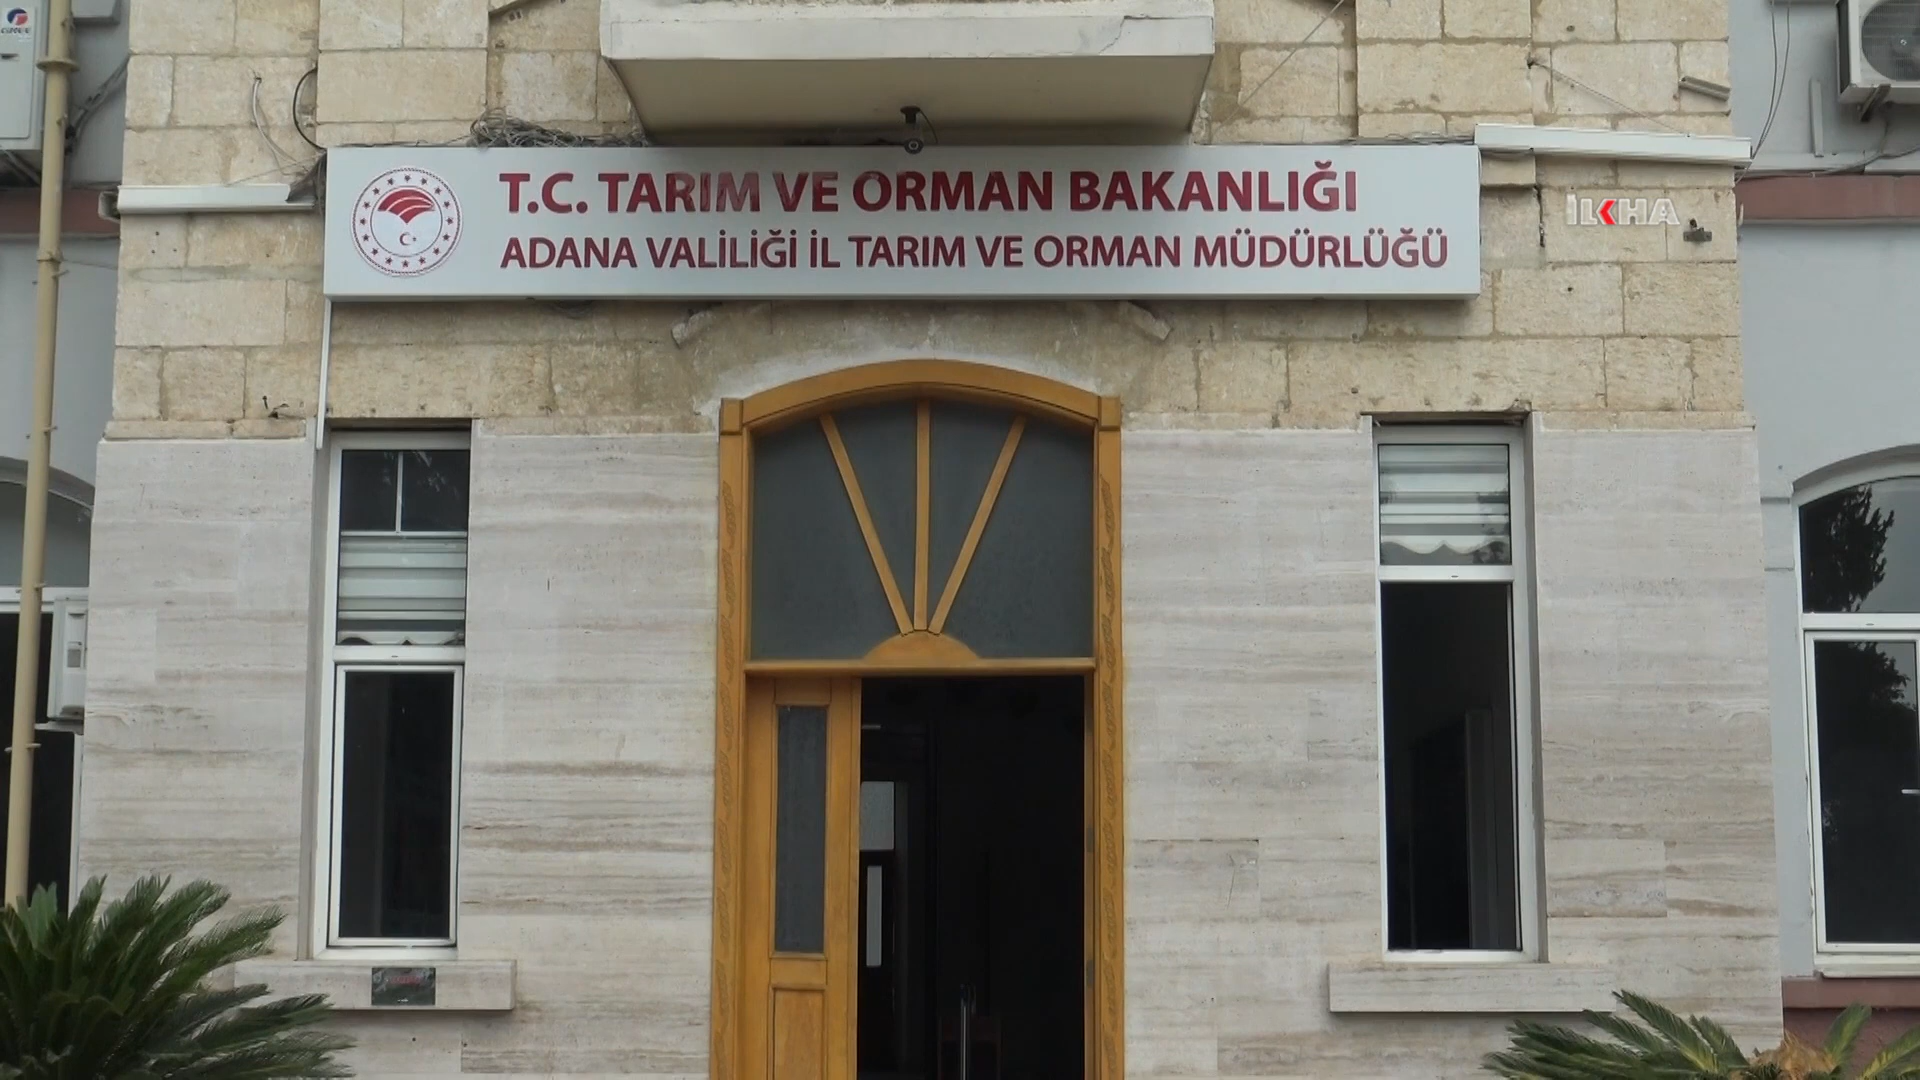 T.C. TARIM VE ORMAN BAKANLIĞI
ADANA VALİLİĞİ İL TARIM VE ORMAN MÜDÜRLÜĞÜ
İLKHA